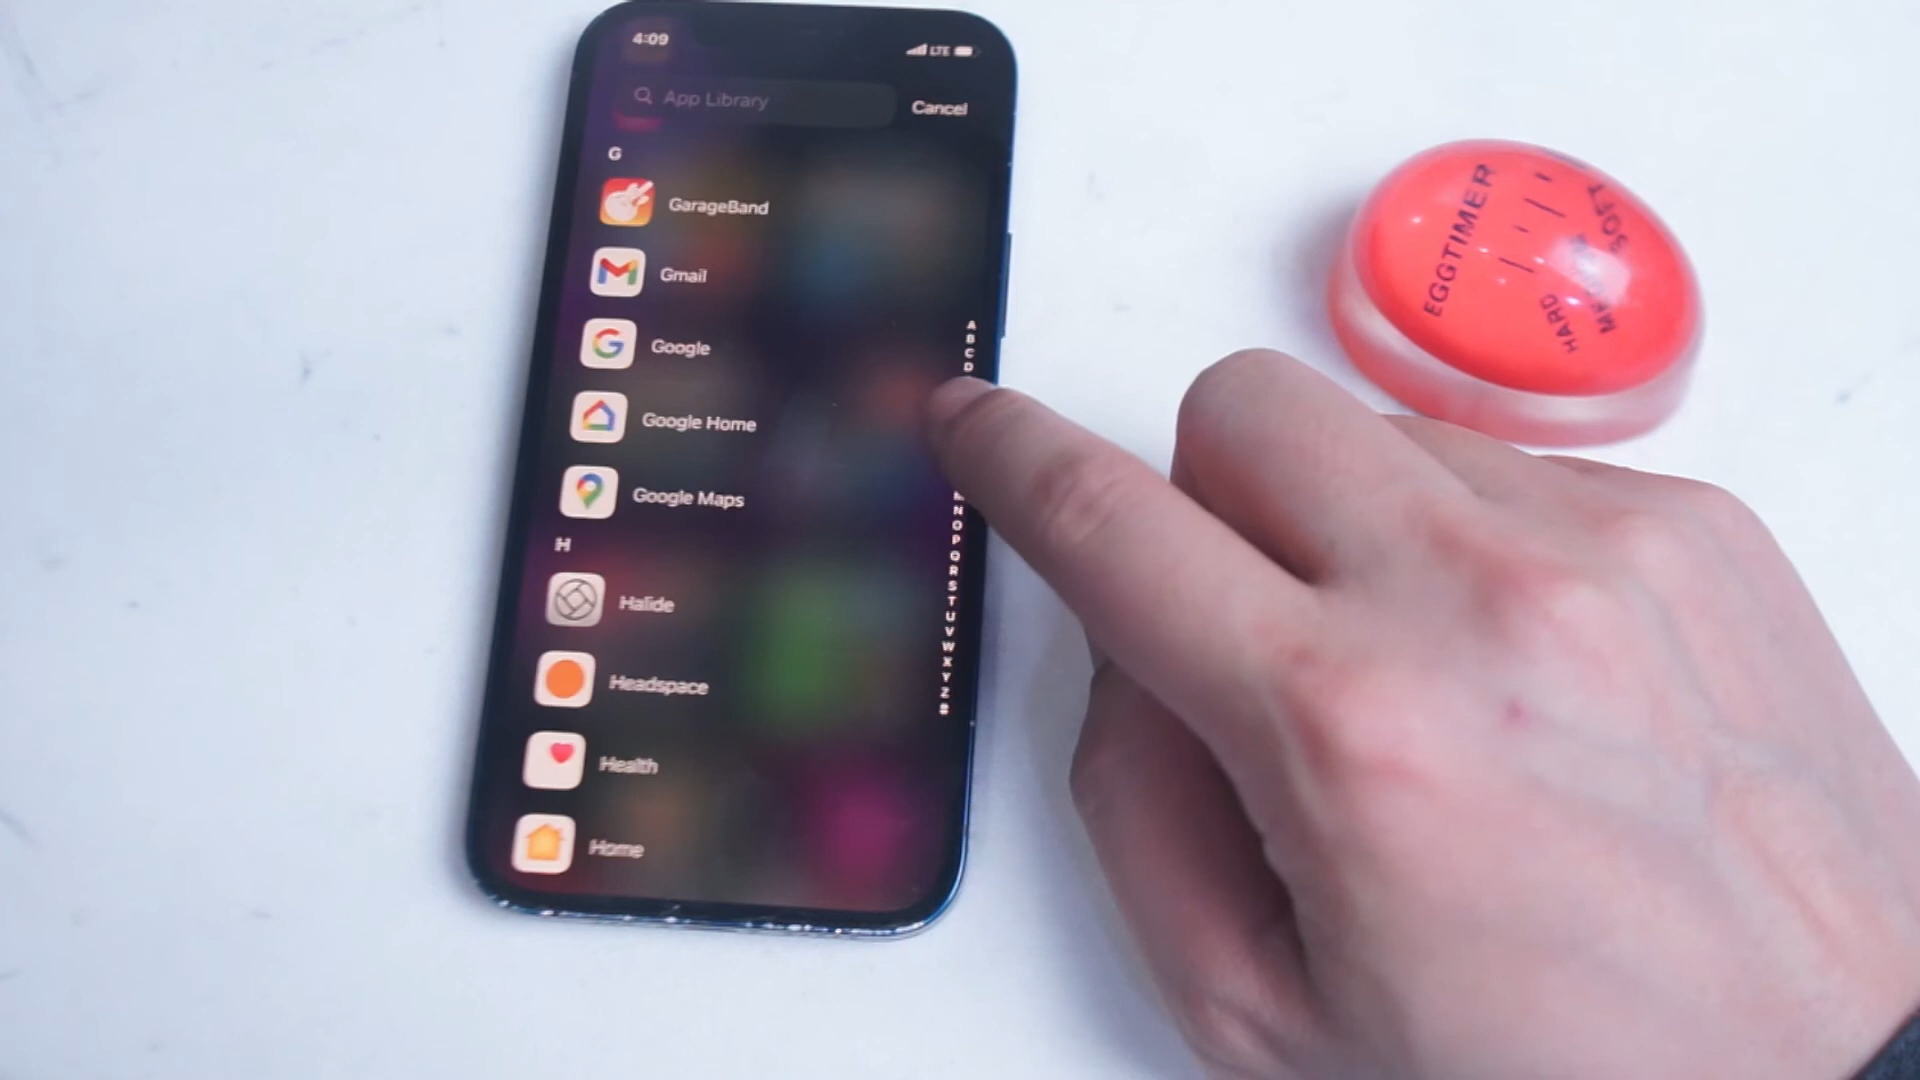 4:09
LTE
App Library
Cancel
G
GarageBand
Gmail
Google
Google Home
Google Maps
H
Halide
Headspace
Health
Home
A
B
C
D
M
N
O
P
Q
R
S
T
U
V
W
X
Y
Z
#
EGGTIMER
SOFT
HARD